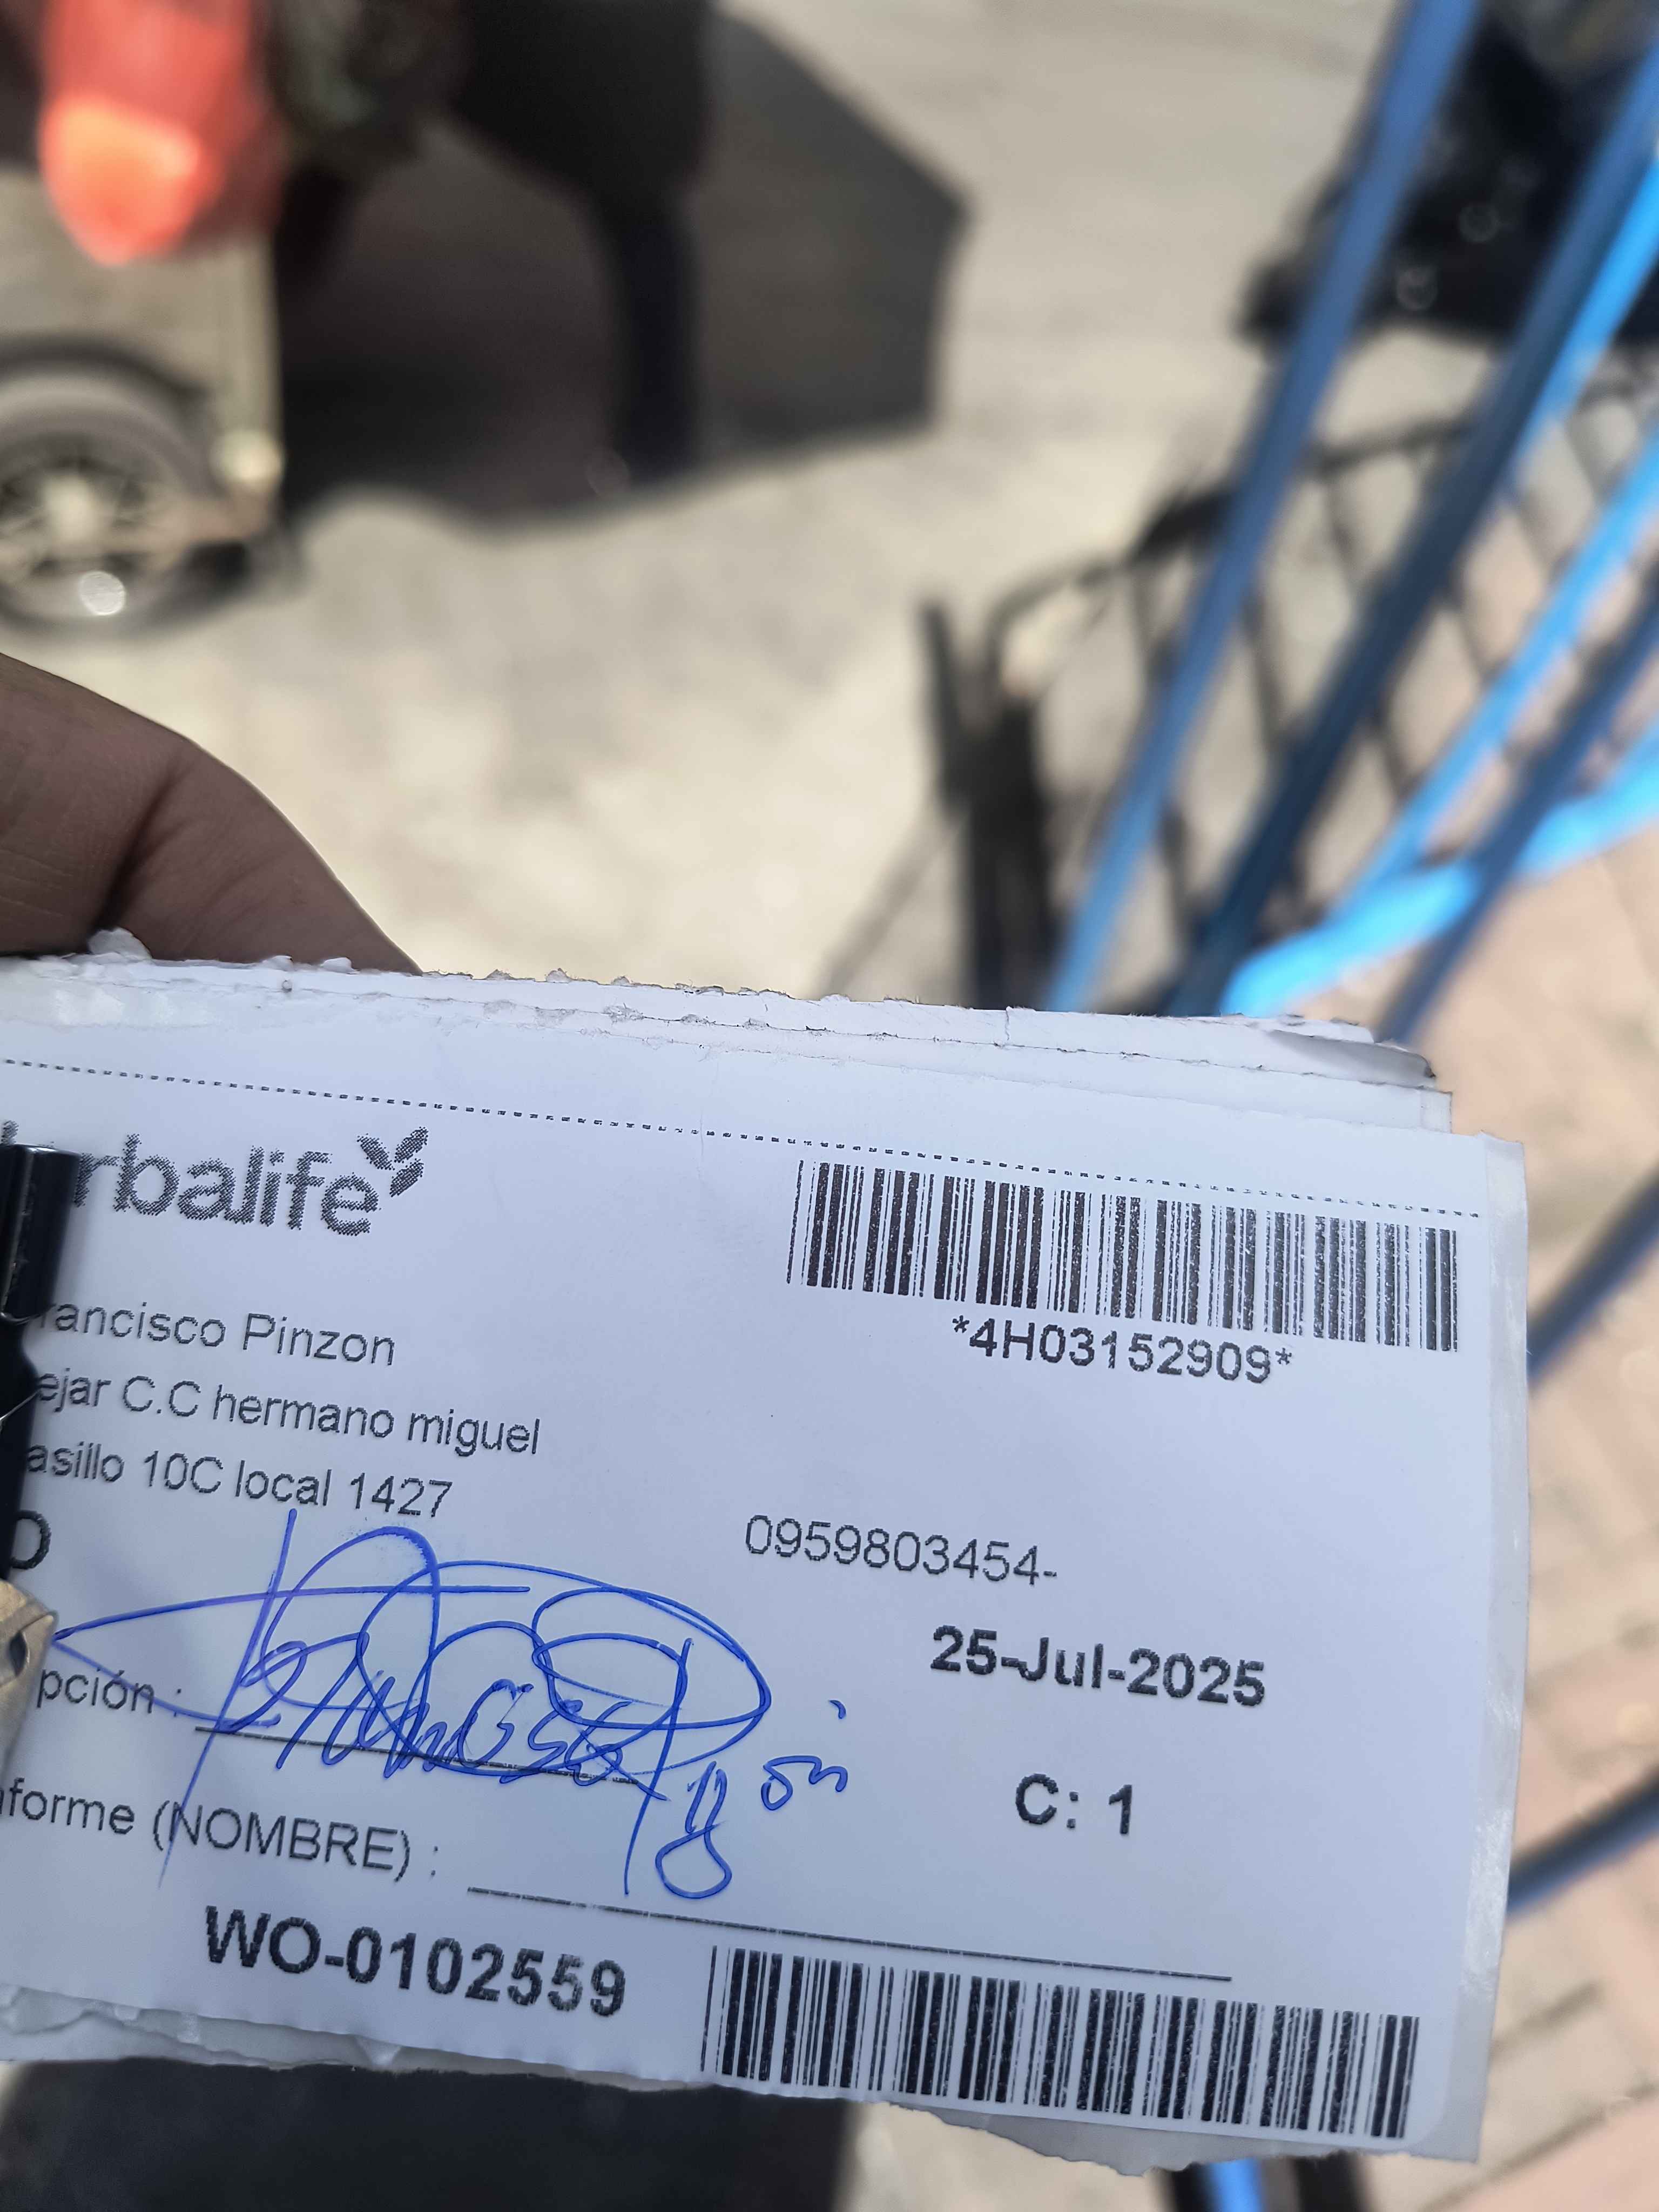 rbalife
*4H03152909*
rancisco Pinzon
ejar C.C hermano miguel
asillo 10C local 1427
O
0959803454-
25-Jul-2025
pción :
C: 1
nforme (NOMBRE) :
WO-0102559